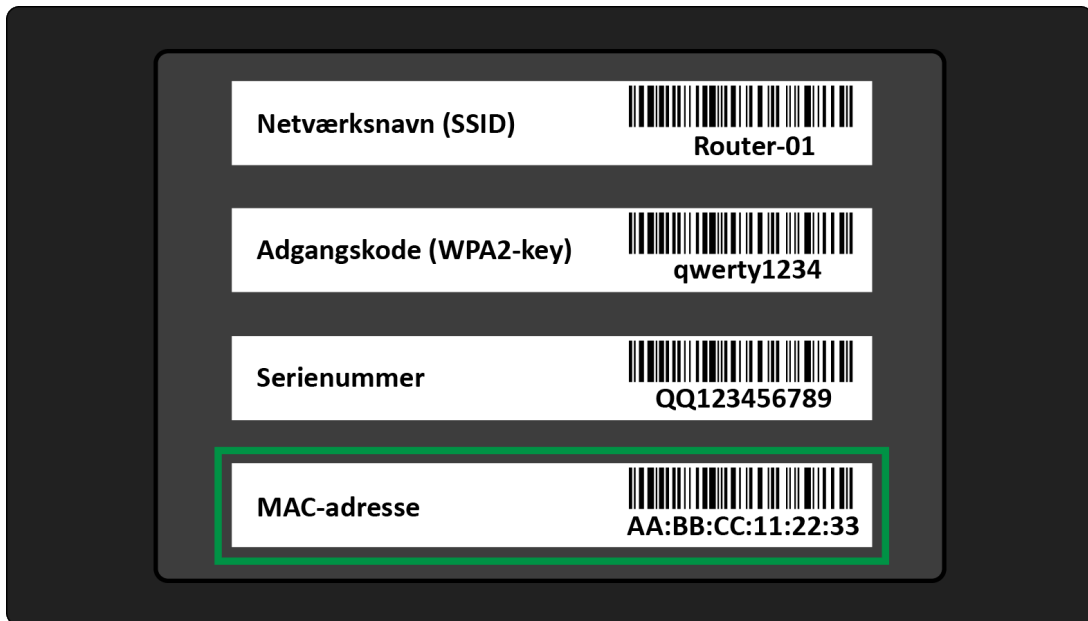 Netværksnavn (SSID)
Router-01
Adgangskode (WPA2-key)
qwerty1234
Serienummer
QQ123456789
MAC-adresse
AA:BB:CC:11:22:33